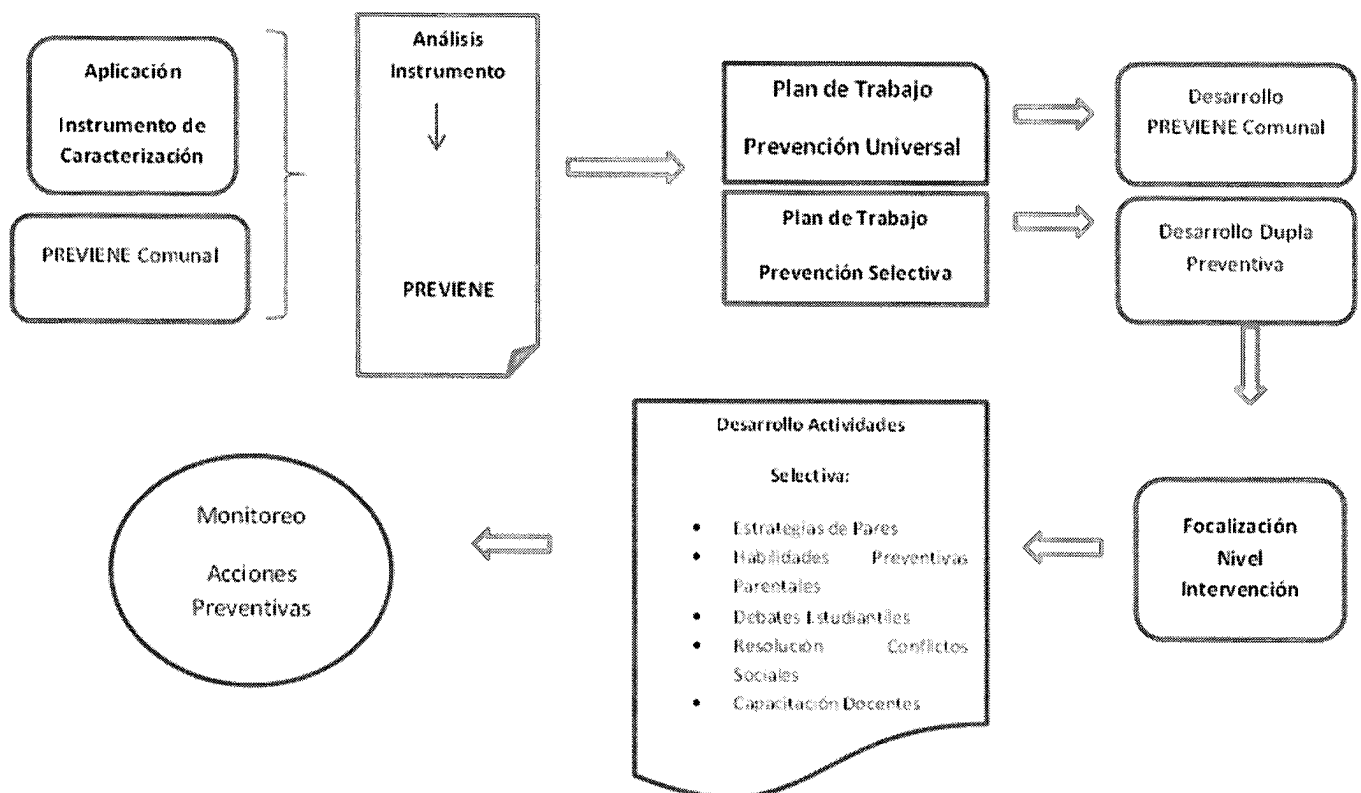 Aplicación
Instrumento de
Caracterización
PREVIENE Comunal
Análisis
Instrumento
PREVIENE
Plan de Trabajo
Prevención Universal
Plan de Trabajo
Prevención Selectiva
Desarrollo
PREVIENE Comunal
Desarrollo Dupla
Preventiva
Focalización
Nivel
Intervención
Desarrollo Actividades
Selectiva:
• Estrategias de Pares
• Habilidades Preventivas
Parentales
• Debates Estudiantiles
• Resolución Conflictos
Sociales
• Capacitación Docentes
Monitoreo
Acciones
Preventivas